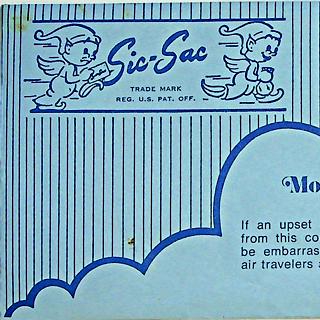 Sic-Sac
TRADE MARK
REG. U.S. PAT. OFF.
Mo
If an upset
from this co
be embarras
air travelers